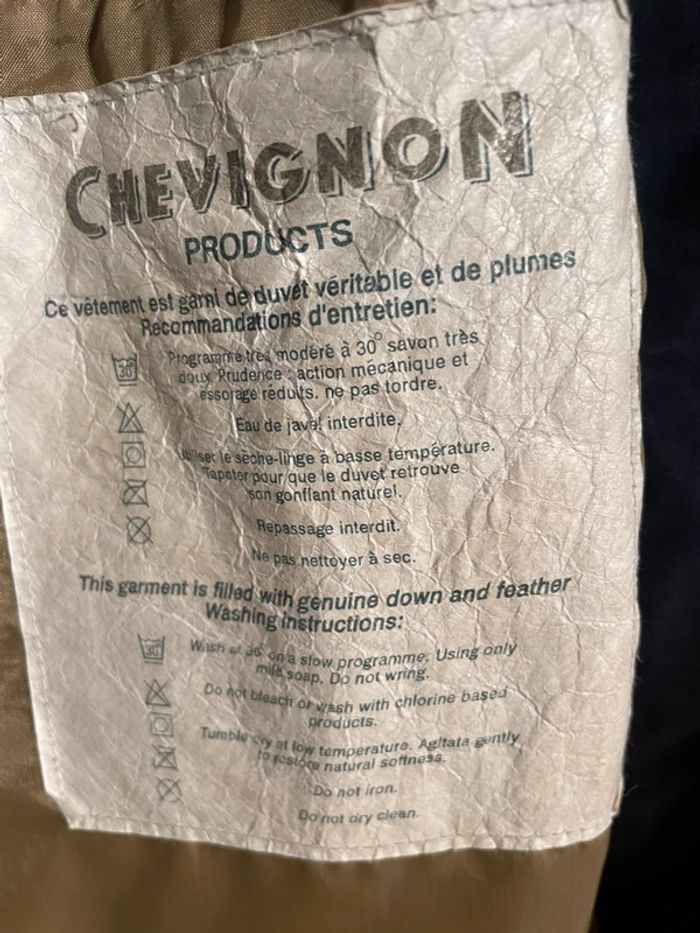 CHEVIGNON
PRODUCTS
Ce vêtement est garni de duvet véritable et de plumes
Recommandations d'entretien:
30°
Programme très modéré à 30° savon très
doux. Prudence : action mécanique et
essorage réduits. ne pas tordre.
Eau de javel interdite.
Utiliser le sèche-linge à basse température.
Tapoter pour que le duvet retrouve
son gonflant naturel.
Repassage interdit.
Ne pas nettoyer à sec.
This garment is filled with genuine down and feather
Washing instructions:
30°
Wash at 30° on a slow programme. Using only
mild soap. Do not wring.
Do not bleach or wash with chlorine based
products.
Tumble dry at low temperature. Agitata gently
to restore natural softness.
Do not iron.
Do not dry clean.